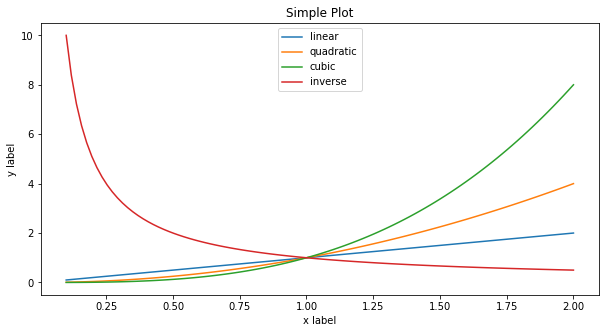 Simple Plot
linear
quadratic
cubic
inverse
y label
10
8
6
4
2
0
0.25 0.50 0.75 1.00 1.25 1.50 1.75 2.00
x label